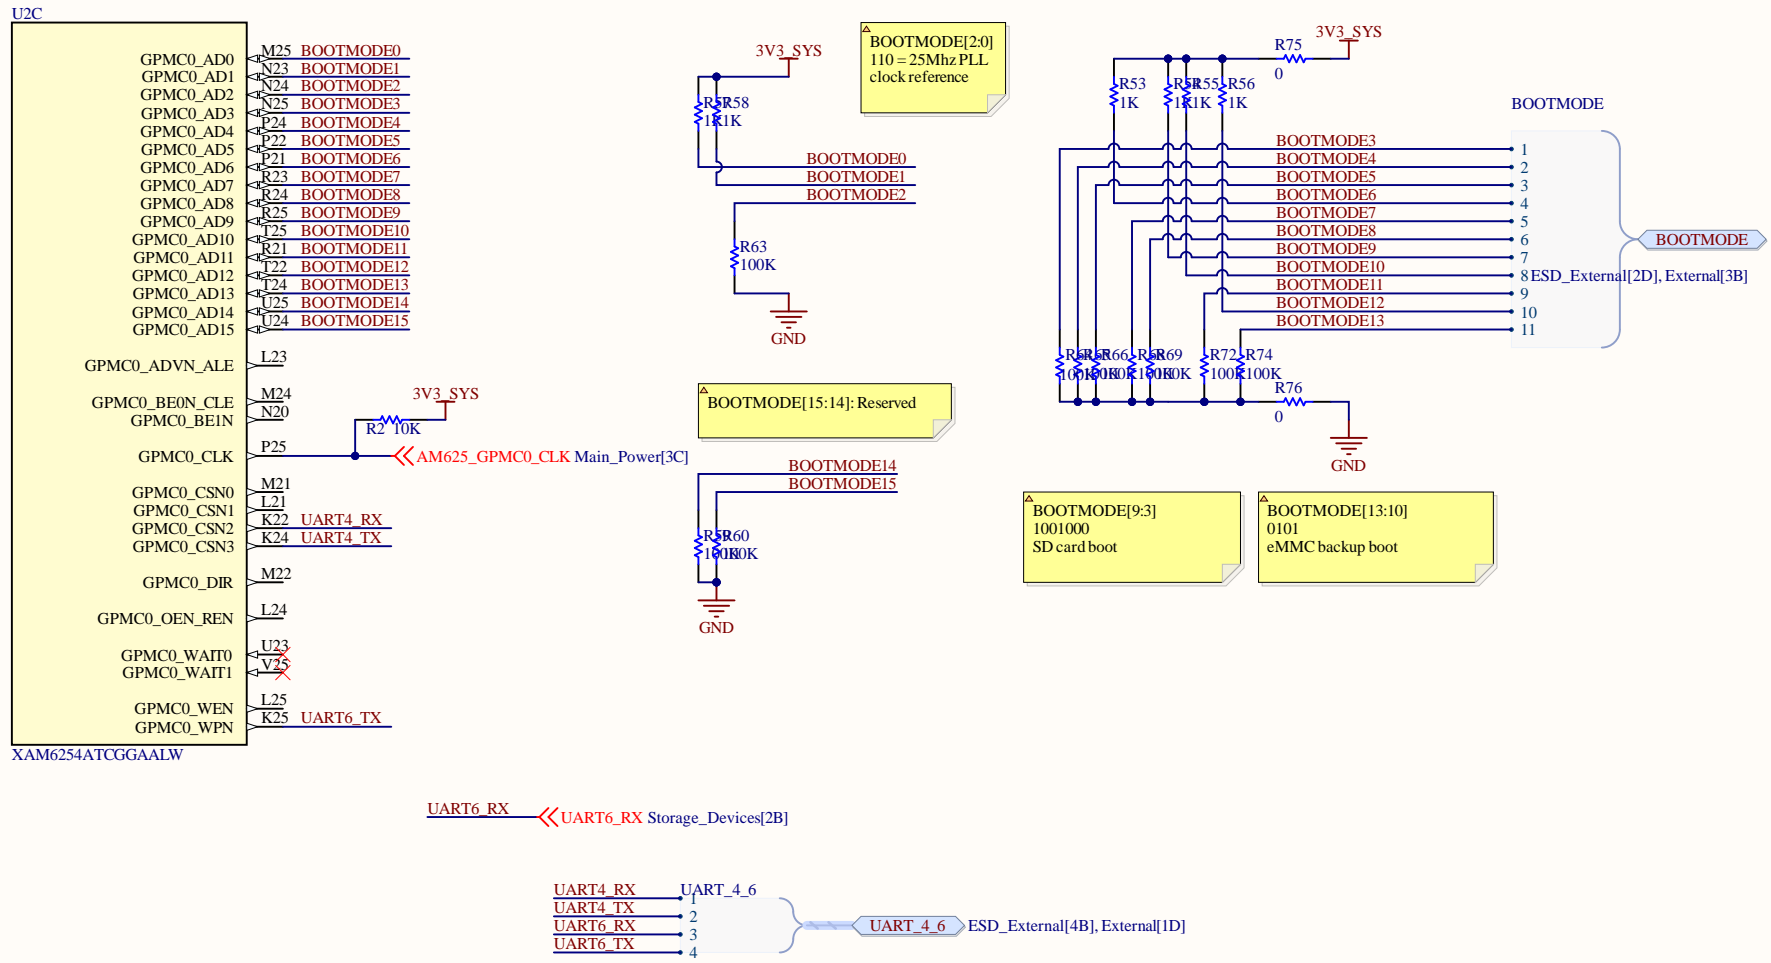 U2C
GPMC0_AD0 M25 BOOTMODE0
GPMC0_AD1 N23 BOOTMODE1
GPMC0_AD2 N24 BOOTMODE2
GPMC0_AD3 N25 BOOTMODE3
GPMC0_AD4 P24 BOOTMODE4
GPMC0_AD5 P22 BOOTMODE5
GPMC0_AD6 P21 BOOTMODE6
GPMC0_AD7 R23 BOOTMODE7
GPMC0_AD8 R24 BOOTMODE8
GPMC0_AD9 R25 BOOTMODE9
GPMC0_AD10 T25 BOOTMODE10
GPMC0_AD11 R21 BOOTMODE11
GPMC0_AD12 T22 BOOTMODE12
GPMC0_AD13 T24 BOOTMODE13
GPMC0_AD14 U25 BOOTMODE14
GPMC0_AD15 U24 BOOTMODE15
GPMC0_ADVN_ALE L23
GPMC0_BE0N_CLE M24
GPMC0_BE1N N20
GPMC0_CLK P25
GPMC0_CSN0 M21
GPMC0_CSN1 L21
GPMC0_CSN2 K22 UART4_RX
GPMC0_CSN3 K24 UART4_TX
GPMC0_DIR M22
GPMC0_OEN_REN L24
GPMC0_WAIT0 U23
GPMC0_WAIT1 V25
GPMC0_WEN L25
GPMC0_WPN K25 UART6_TX
XAM6254ATCGGAALW
3V3_SYS
R2 10K
AM625_GPMC0_CLK Main_Power[3C]
3V3_SYS
R58
1K
BOOTMODE0
BOOTMODE1
BOOTMODE2
R63
100K
GND
BOOTMODE[2:0]
110 = 25Mhz PLL
clock reference
BOOTMODE[15:14]: Reserved
BOOTMODE14
BOOTMODE15
R60
100K
GND
3V3_SYS
R75
0
R53
1K
R55
1K
R56
1K
BOOTMODE
BOOTMODE3 1
BOOTMODE4 2
BOOTMODE5 3
BOOTMODE6 4
BOOTMODE7 5
BOOTMODE8 6
BOOTMODE9 7
BOOTMODE10 8
BOOTMODE11 9
BOOTMODE12 10
BOOTMODE13 11
BOOTMODE
ESD_External[2D], External[3B]
R66
R69
R72
100K
R74
100K
R76
0
GND
BOOTMODE[9:3]
1001000
SD card boot
BOOTMODE[13:10]
0101
eMMC backup boot
UART6_RX UART6_RX Storage_Devices[2B]
UART_4_6
UART4_RX 1
UART4_TX 2
UART6_RX 3
UART6_TX 4
UART_4_6 ESD_External[4B], External[1D]